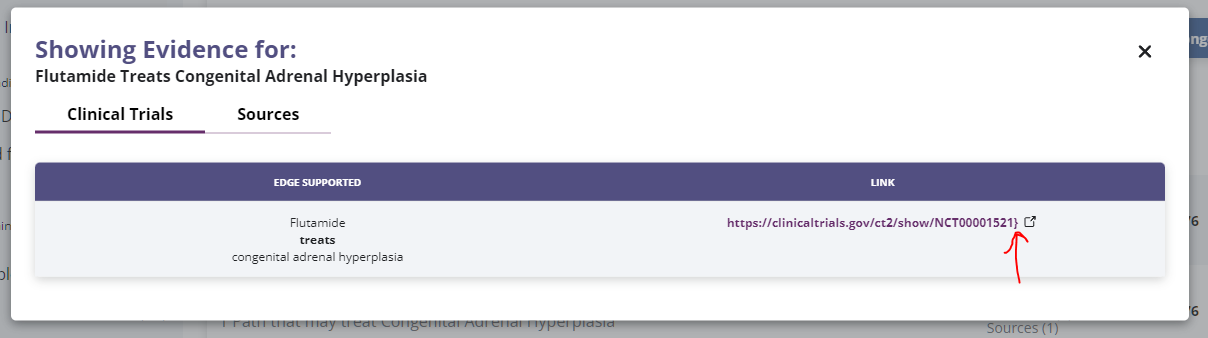 Showing Evidence for:
Flutamide Treats Congenital Adrenal Hyperplasia
Clinical Trials Sources
EDGE SUPPORTED LINK
Flutamide https://clinicaltrials.gov/ct2/show/NCT00001521}
treats
congenital adrenal hyperplasia
1 Path that may treat Congenital Adrenal Hyperplasia
Sources (1)